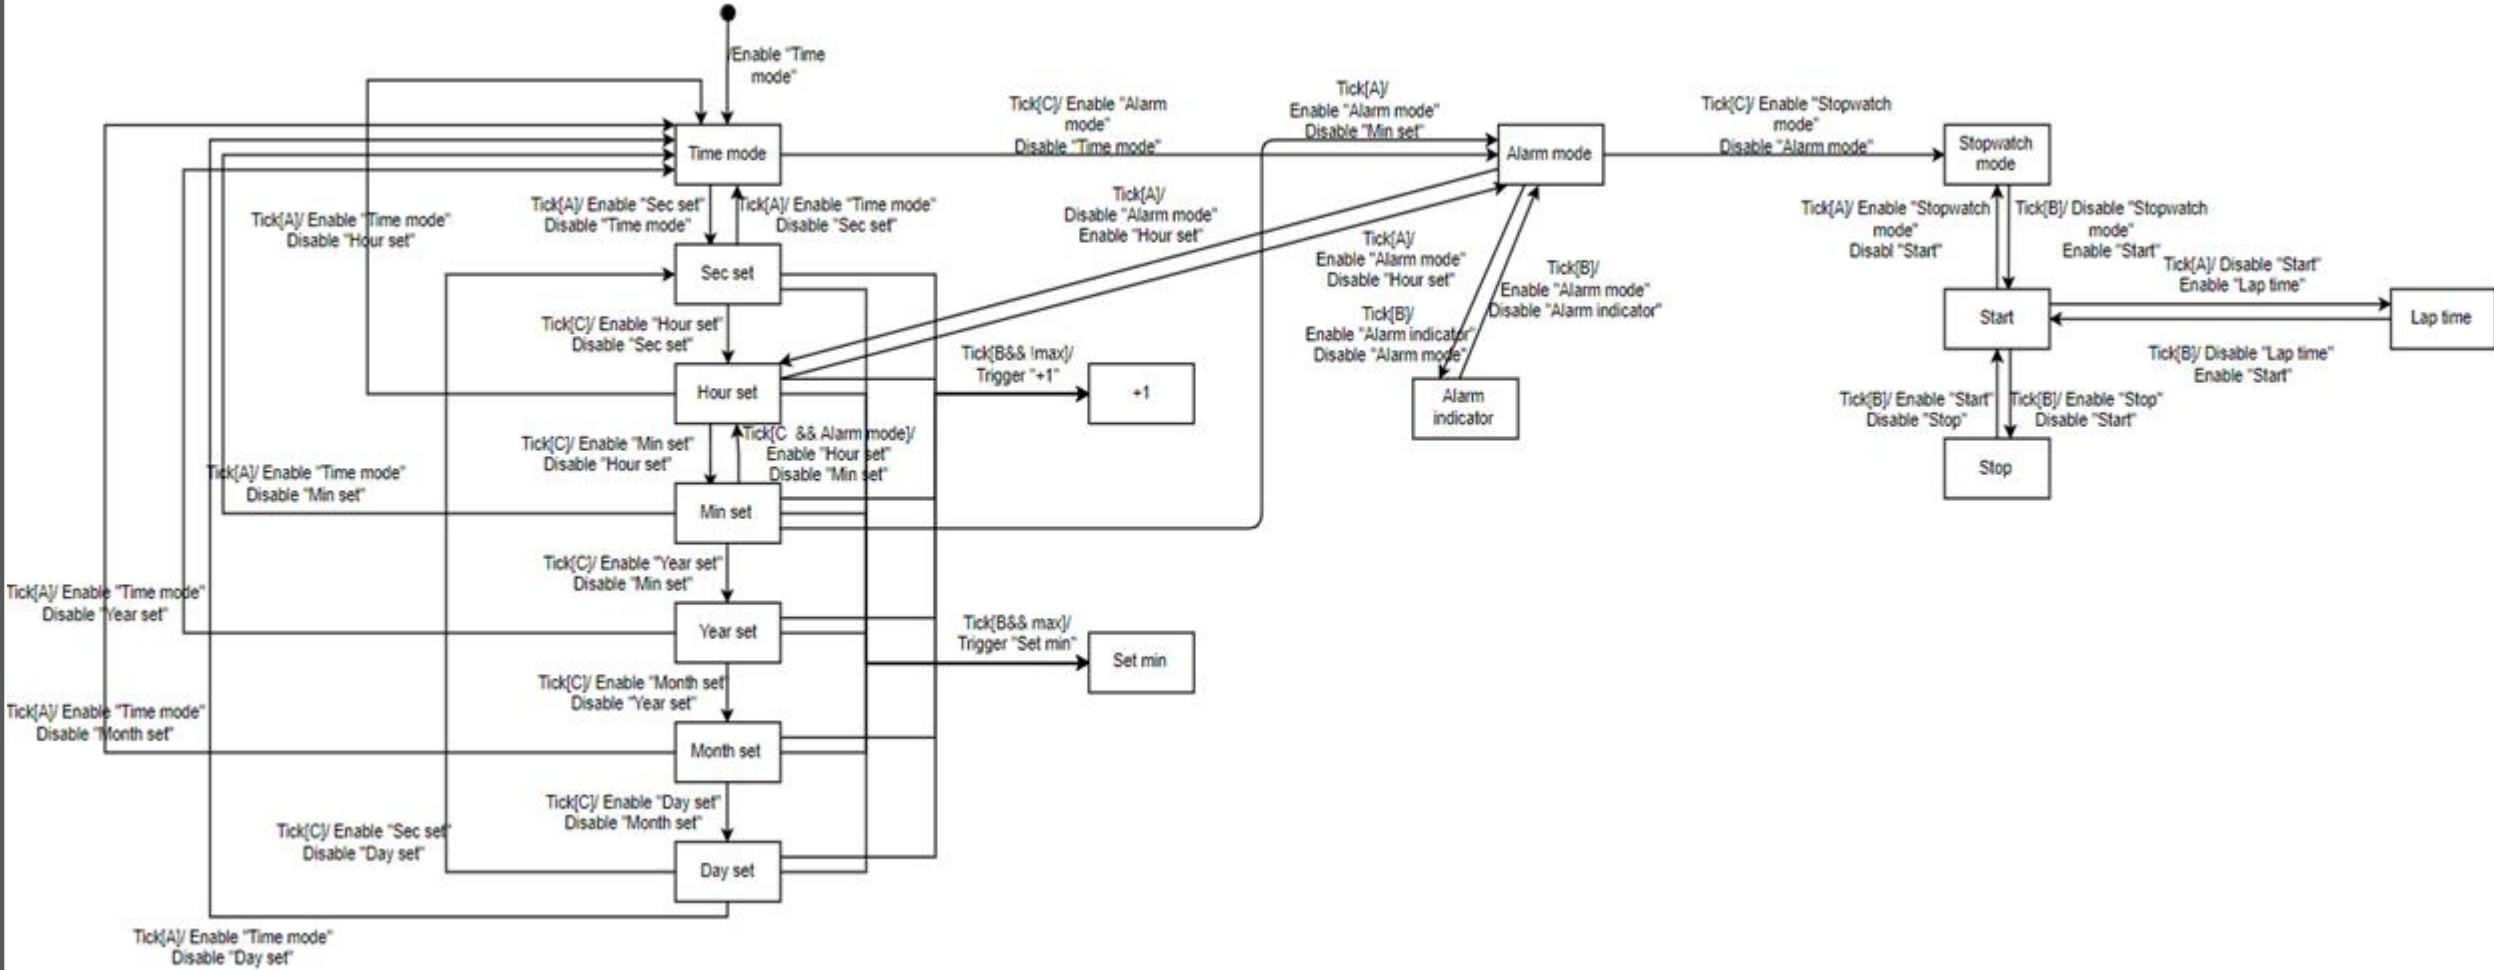 /Enable "Time
mode"
Tick[C]/ Enable "Alarm
mode"
Disable "Time mode"
Tick[A]/
Enable "Alarm mode"
Disable "Min set"
Tick[C]/ Enable "Stopwatch
mode"
Disable "Alarm mode"
Time mode
Alarm mode
Stopwatch
mode
Tick[A]/ Enable "Time mode"
Disable "Hour set"
Tick[A]/ Enable "Sec set"
Disable "Time mode"
Tick[A]/ Enable "Time mode"
Disable "Sec set"
Tick[A]/
Disable "Alarm mode"
Enable "Hour set"
Tick[A]/
Enable "Alarm mode"
Disable "Hour set"
Tick[A]/ Enable "Stopwatch
mode"
Disabl "Start"
Tick[B]/ Disable "Stopwatch
mode"
Enable "Start"
Sec set
Tick[B]/
Enable "Alarm mode"
Disable "Alarm indicator"
Tick[A]/ Disable "Start"
Enable "Lap time"
Tick[C]/ Enable "Hour set"
Disable "Sec set"
Tick[B]/
Enable "Alarm indicator"
Disable "Alarm mode"
Start
Lap time
Tick[B&& !max]/
Trigger "+1"
Tick[B]/ Disable "Lap time"
Enable "Start"
Hour set
+1
Alarm
indicator
Tick[B]/ Enable "Start"
Disable "Stop"
Tick[B]/ Enable "Stop"
Disable "Start"
Tick[C]/ Enable "Min set"
Disable "Hour set"
Tick[C && Alarm mode]/
Enable "Hour set"
Disable "Min set"
Tick[A]/ Enable "Time mode"
Disable "Min set"
Stop
Min set
Tick[C]/ Enable "Year set"
Disable "Min set"
Tick[A]/ Enable "Time mode"
Disable "Year set"
Year set
Tick[B&& max]/
Trigger "Set min"
Set min
Tick[C]/ Enable "Month set"
Disable "Year set"
Tick[A]/ Enable "Time mode"
Disable "Month set"
Month set
Tick[C]/ Enable "Day set"
Disable "Month set"
Tick[C]/ Enable "Sec set"
Disable "Day set"
Day set
Tick[A]/ Enable "Time mode"
Disable "Day set"